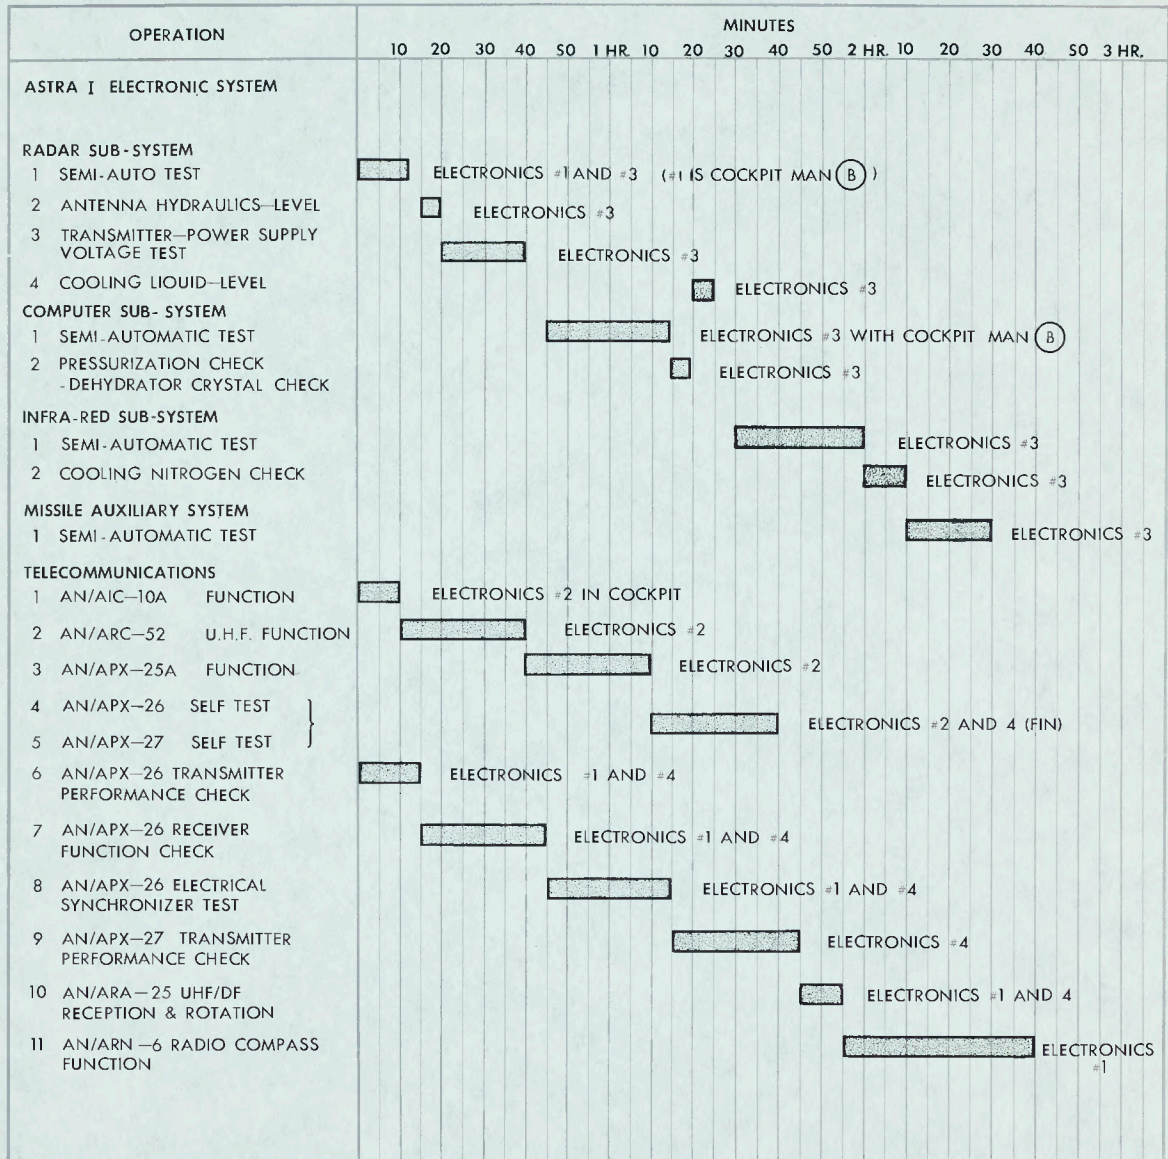 OPERATION
MINUTES
10 20 30 40 50 1 HR. 10 20 30 40 50 2 HR. 10 20 30 40 50 3 HR.
ASTRA I ELECTRONIC SYSTEM
RADAR SUB-SYSTEM
1 SEMI-AUTO TEST
ELECTRONICS #1 AND #3 (#1 IS COCKPIT MAN B )
2 ANTENNA HYDRAULICS—LEVEL
ELECTRONICS #3
3 TRANSMITTER—POWER SUPPLY
VOLTAGE TEST
ELECTRONICS #3
4 COOLING LIQUID—LEVEL
ELECTRONICS #3
COMPUTER SUB- SYSTEM
1 SEMI-AUTOMATIC TEST
ELECTRONICS #3 WITH COCKPIT MAN B
2 PRESSURIZATION CHECK
- DEHYDRATOR CRYSTAL CHECK
ELECTRONICS #3
INFRA-RED SUB-SYSTEM
1 SEMI-AUTOMATIC TEST
ELECTRONICS #3
2 COOLING NITROGEN CHECK
ELECTRONICS #3
MISSILE AUXILIARY SYSTEM
1 SEMI-AUTOMATIC TEST
ELECTRONICS #3
TELECOMMUNICATIONS
1 AN/AIC—10A FUNCTION
ELECTRONICS #2 IN COCKPIT
2 AN/ARC—52 U.H.F. FUNCTION
ELECTRONICS #2
3 AN/APX—25A FUNCTION
ELECTRONICS #2
4 AN/APX—26 SELF TEST
5 AN/APX—27 SELF TEST
ELECTRONICS #2 AND 4 (FIN)
6 AN/APX—26 TRANSMITTER
PERFORMANCE CHECK
ELECTRONICS #1 AND #4
7 AN/APX—26 RECEIVER
FUNCTION CHECK
ELECTRONICS #1 AND #4
8 AN/APX—26 ELECTRICAL
SYNCHRONIZER TEST
ELECTRONICS #1 AND #4
9 AN/APX—27 TRANSMITTER
PERFORMANCE CHECK
ELECTRONICS #4
10 AN/ARA—25 UHF/DF
RECEPTION & ROTATION
ELECTRONICS #1 AND 4
11 AN/ARN—6 RADIO COMPASS
FUNCTION
ELECTRONICS
#1